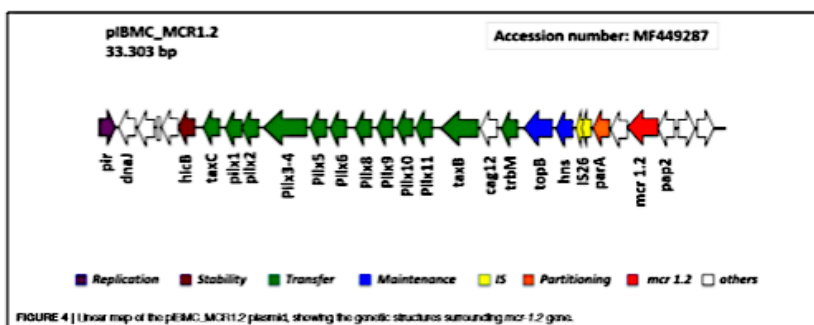 pIBMC_MCR1.2
33.303 bp
Accession number: MF449287
pir
dnaJ
hicB
taxC
pilx1
pilx2
Pilx3-4
Pilx5
Pilx6
Pilx8
Pilx9
Pilx10
Pilx11
taxB
cag12
trbM
topB
hns
IS26
parA
mcr 1.2
pap2
Replication Stability Transfer Maintenance IS Partitioning mcr 1.2 others
FIGURE 4 | Linear map of the pIBMC_MCR1.2 plasmid, showing the genetic structures surrounding mcr-1.2 gene.